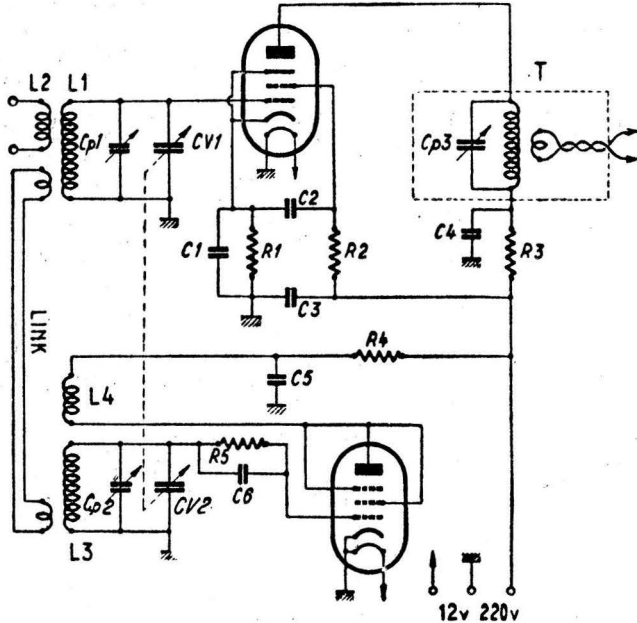 L2 L1
T
Cp1 CV1
Cp3
C2
C4
C1 R1 R2 R3
C3
LINK
R4
L4
C5
R5
C6
Cp2 CV2
L3
12v 220v